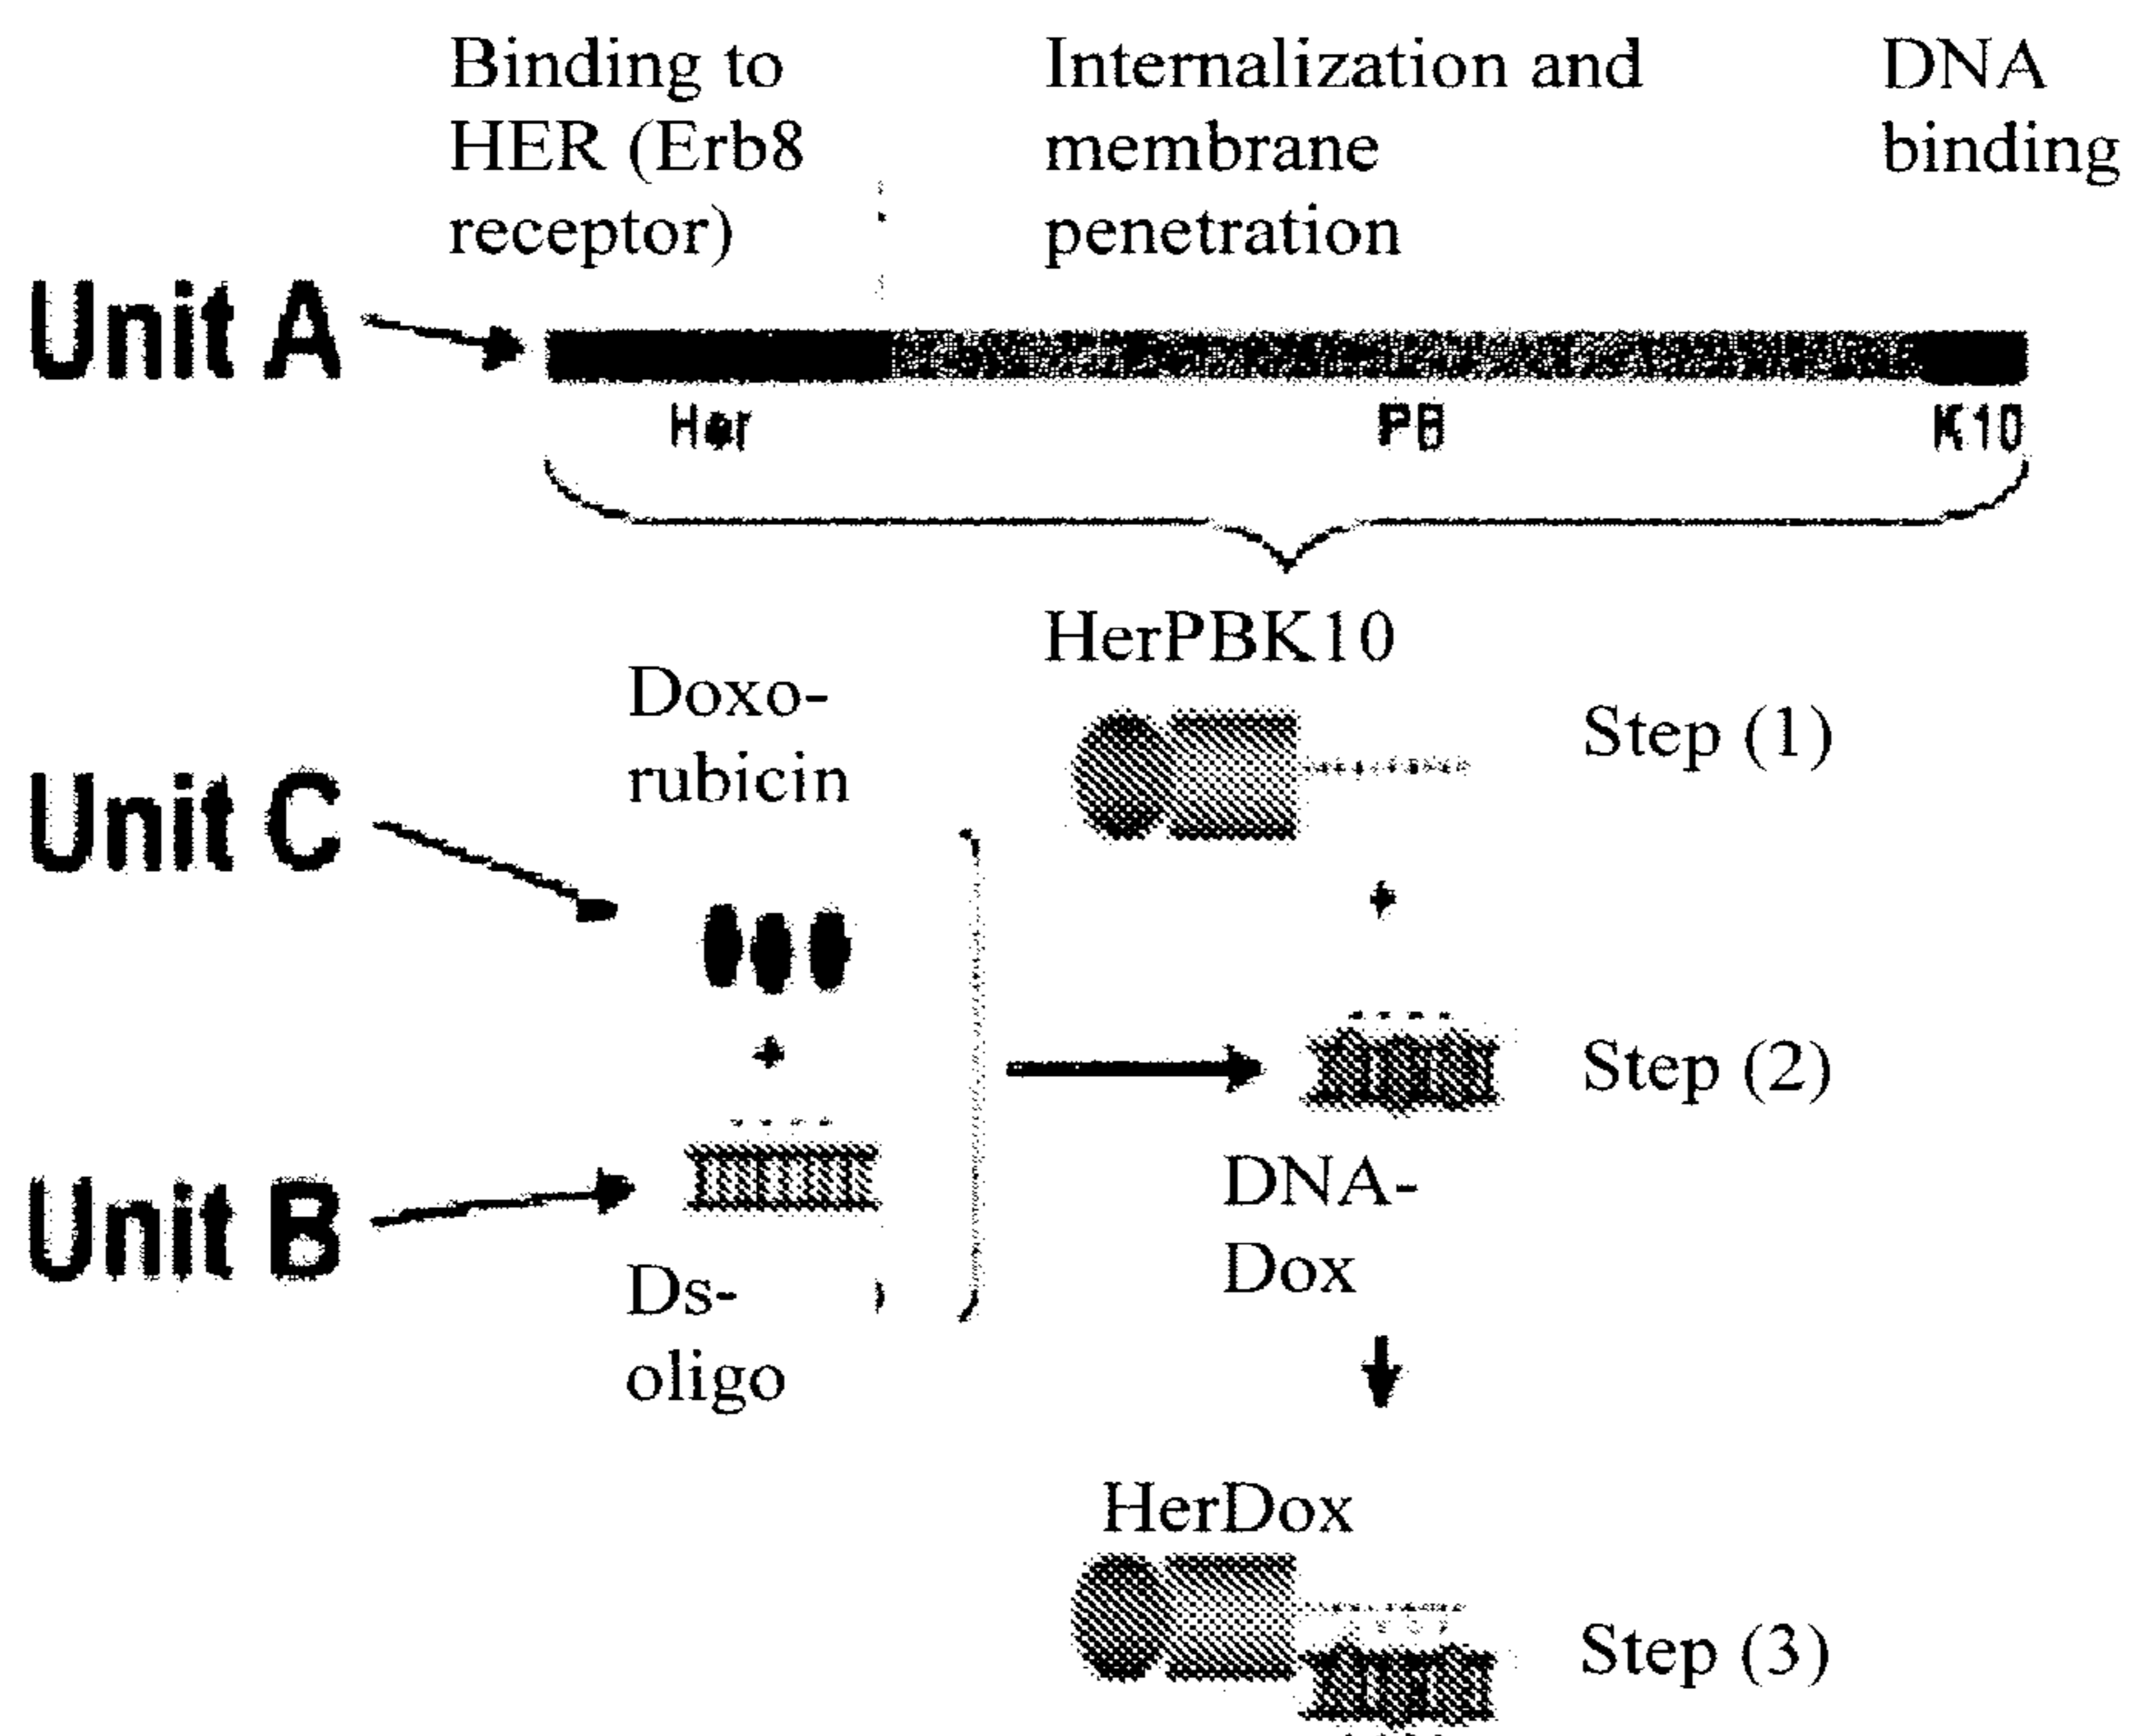 Binding to
HER (Erb8
receptor)
Internalization and
membrane
penetration
DNA
binding
Unit A
Her
PB
K10
HerPBK10
Doxo-
rubicin
Step (1)
Unit C
+
+
Step (2)
Unit B
DNA-
Dox
Ds-
oligo
HerDox
Step (3)